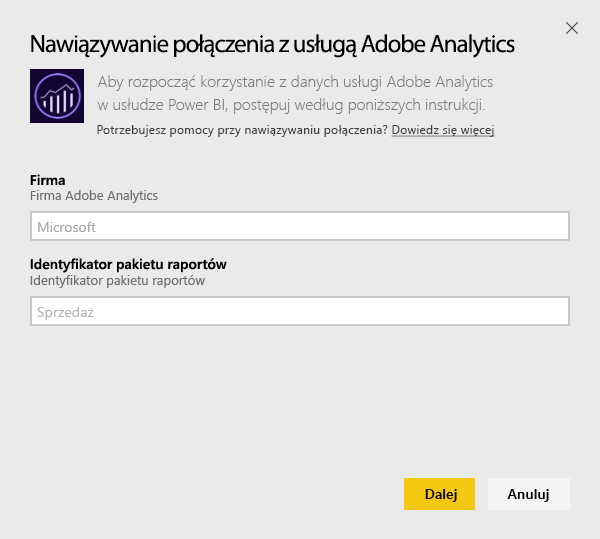 Nawiązywanie połączenia z usługą Adobe Analytics
Aby rozpocząć korzystanie z danych usługi Adobe Analytics
w usłudze Power BI, postępuj według poniższych instrukcji.
Potrzebujesz pomocy przy nawiązywaniu połączenia? Dowiedz się więcej
Firma
Firma Adobe Analytics
Microsoft
Identyfikator pakietu raportów
Identyfikator pakietu raportów
Sprzedaż
Dalej
Anuluj